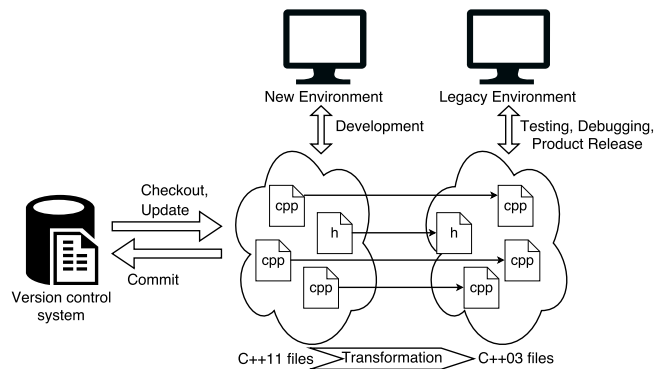 New Environment
Legacy Environment
Development
Testing, Debugging,
Product Release
Checkout,
Update
Commit
Version control
system
cpp
cpp
h
h
cpp
cpp
cpp
cpp
C++11 files
Transformation
C++03 files